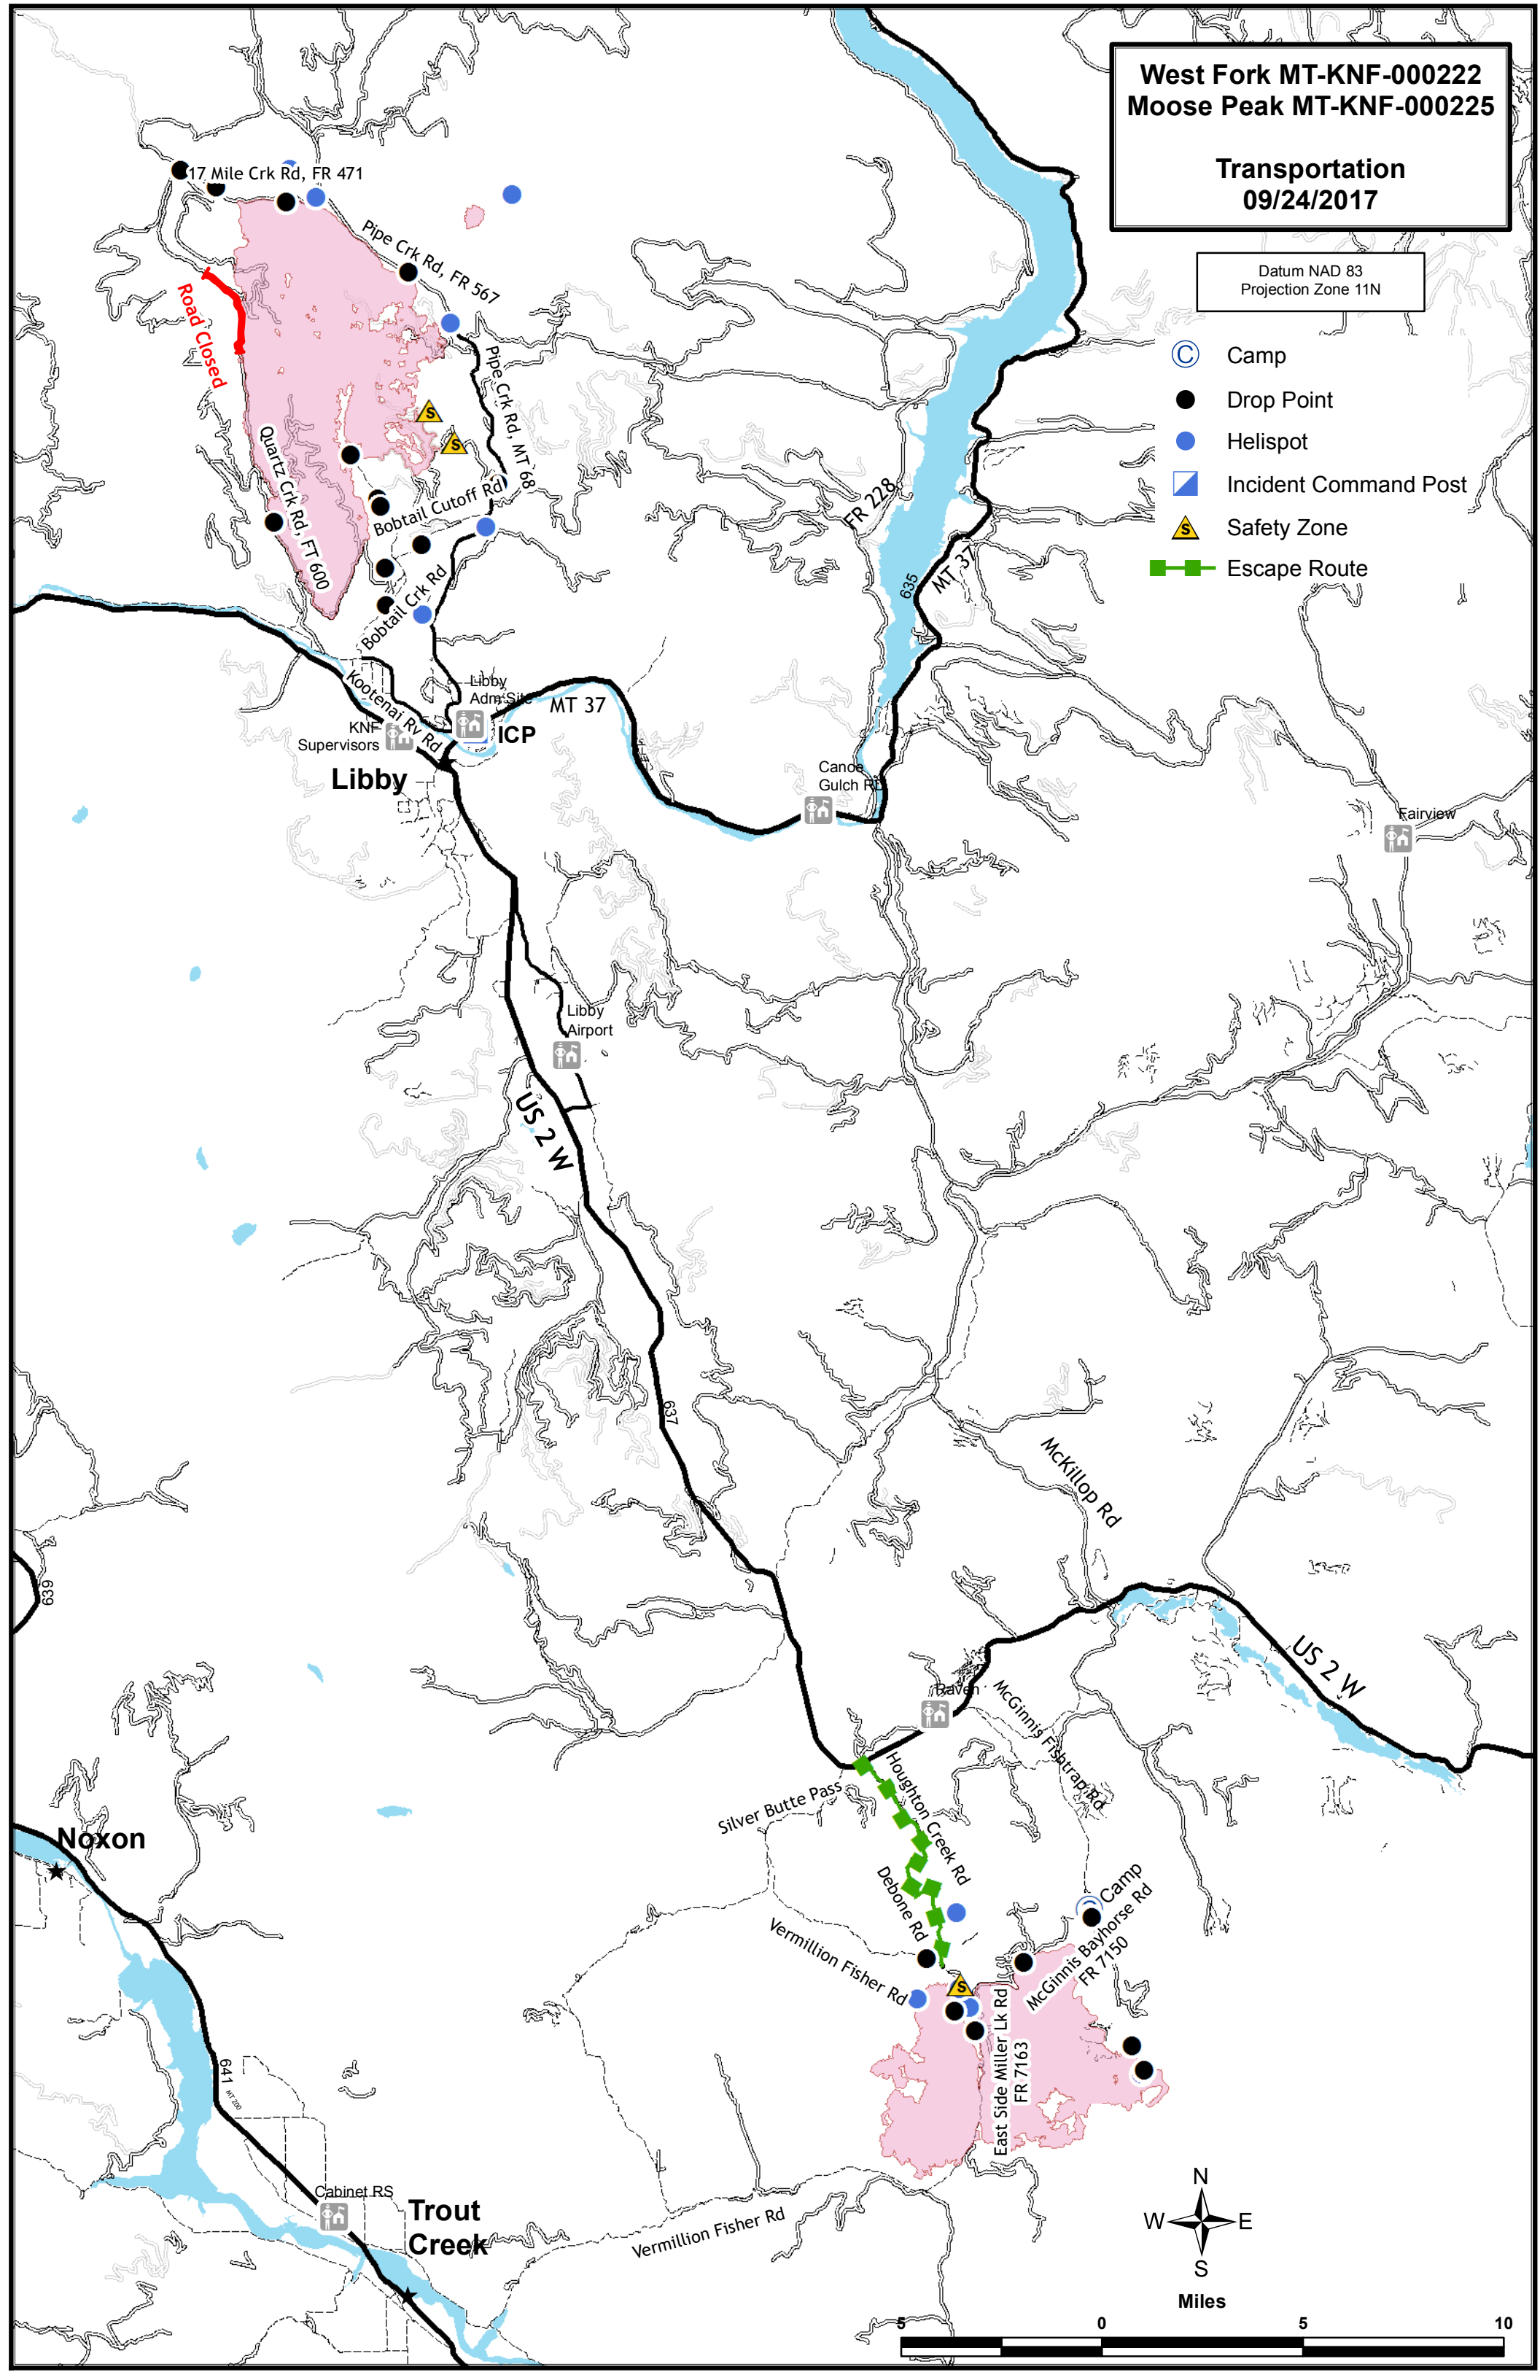 West Fork MT-KNF-000222
Moose Peak MT-KNF-000225
Transportation
09/24/2017
Datum NAD 83
Projection Zone 11N
C Camp
Drop Point
Helispot
Incident Command Post
S Safety Zone
Escape Route
17 Mile Crk Rd, FR 471
Pipe Crk Rd, FR 567
Road Closed
Pipe Crk Rd, MT 68
S
S
Quartz Crk Rd, FT 600
Bobtail Cutoff Rd
Bobtail Crk Rd
FR 228
635
MT 37
Kootenai Rv Rd
Libby
Adm Site
MT 37
KNF
Supervisors
ICP
Libby
Canoe
Gulch RD
Fairview
Libby
Airport
US 2 W
637
McKillop Rd
639
US 2 W
Raven
McGinnis Fishtrap Rd
Houghton Creek Rd
Silver Butte Pass
Noxon
Debone Rd
Camp
McGinnis Bayhorse Rd
FR 7150
Vermillion Fisher Rd
S
East Side Miller Lk Rd
FR 7163
641
MT 200
Cabinet RS
Trout
Creek
Vermillion Fisher Rd
N
W E
S
Miles
5 0 5 10